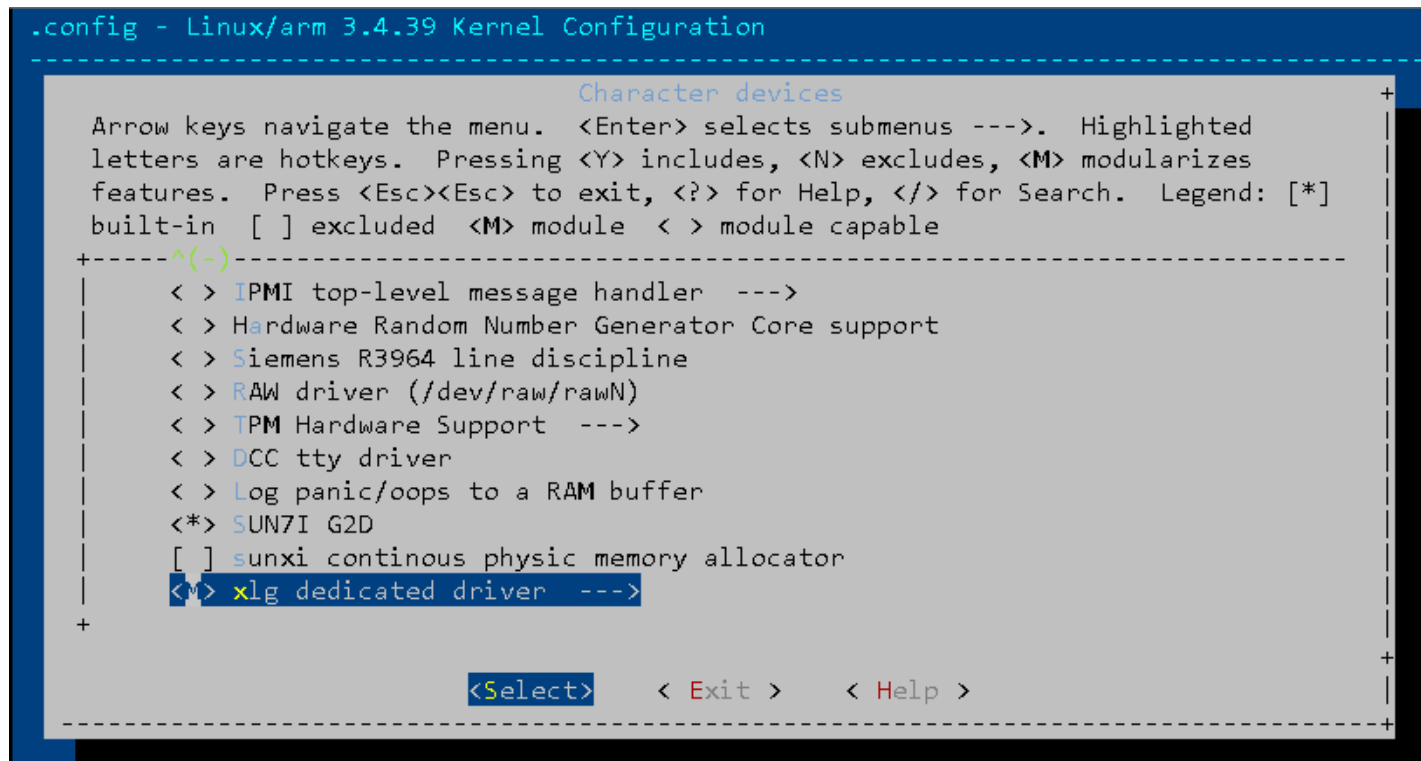 .config - Linux/arm 3.4.39 Kernel Configuration
Character devices
Arrow keys navigate the menu.  <Enter> selects submenus --->.  Highlighted
letters are hotkeys.  Pressing <Y> includes, <N> excludes, <M> modularizes
features.  Press <Esc><Esc> to exit, <?> for Help, </> for Search.  Legend: [*]
built-in  [ ] excluded  <M> module  < > module capable
^(-)
< > IPMI top-level message handler  --->
< > Hardware Random Number Generator Core support
< > Siemens R3964 line discipline
< > RAW driver (/dev/raw/rawN)
< > TPM Hardware Support  --->
< > DCC tty driver
< > Log panic/oops to a RAM buffer
<*> SUN7I G2D
[ ] sunxi continous physic memory allocator
<M> xlg dedicated driver  --->
<Select>    < Exit >    < Help >